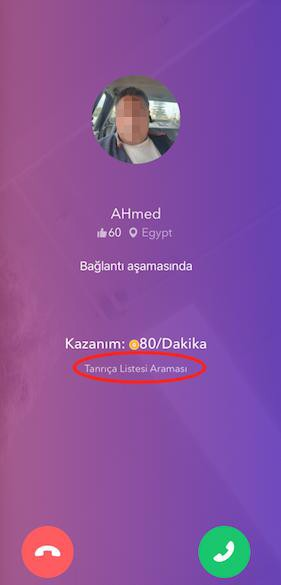 AHmed
60 Egypt
Bağlantı aşamasında
Kazanım: 80/Dakika
Tanrıça Listesi Araması